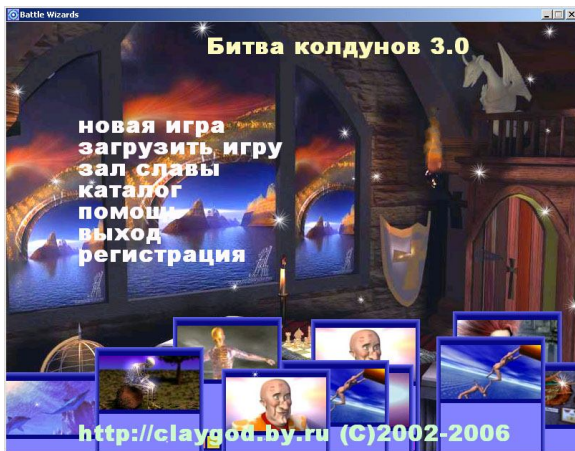 Battle Wizards
Битва колдунов 3.0
новая игра
загрузить игру
зал славы
каталог
помощь
выход
регистрация
http://claygod.by.ru (C)2002-2006